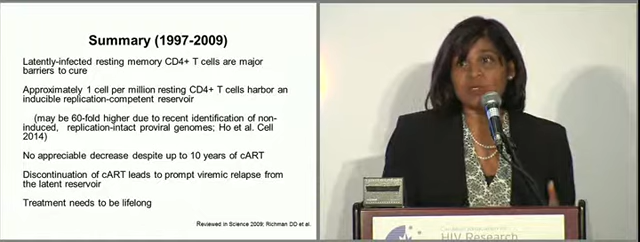 Summary (1997-2009)
Latently-infected resting memory CD4+ T cells are major
barriers to cure
Approximately 1 cell per million resting CD4+ T cells harbor an
inducible replication-competent reservoir
(may be 60-fold higher due to recent identification of non-
induced, replication-intact proviral genomes; Ho et al. Cell
2014)
No appreciable decrease despite up to 10 years of cART
Discontinuation of cART leads to prompt viremic relapse from
the latent reservoir
Treatment needs to be lifelong
Reviewed in Science 2009; Richman DD et al.
HIV Research